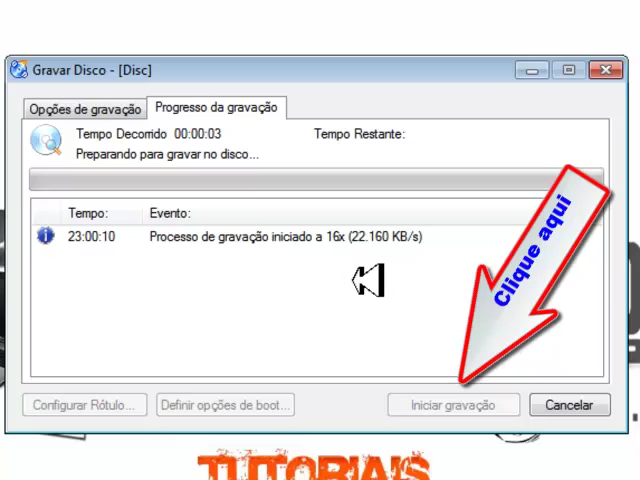 Gravar Disco - [Disc]
Opções de gravação
Progresso da gravação
Tempo Decorrido 00:00:03
Tempo Restante:
Preparando para gravar no disco...
Tempo:
Evento:
23:00:10
Processo de gravação iniciado a 16x (22.160 KB/s)
Clique aqui
Configurar Rótulo...
Definir opções de boot...
Iniciar gravação
Cancelar
TUTORIAIS